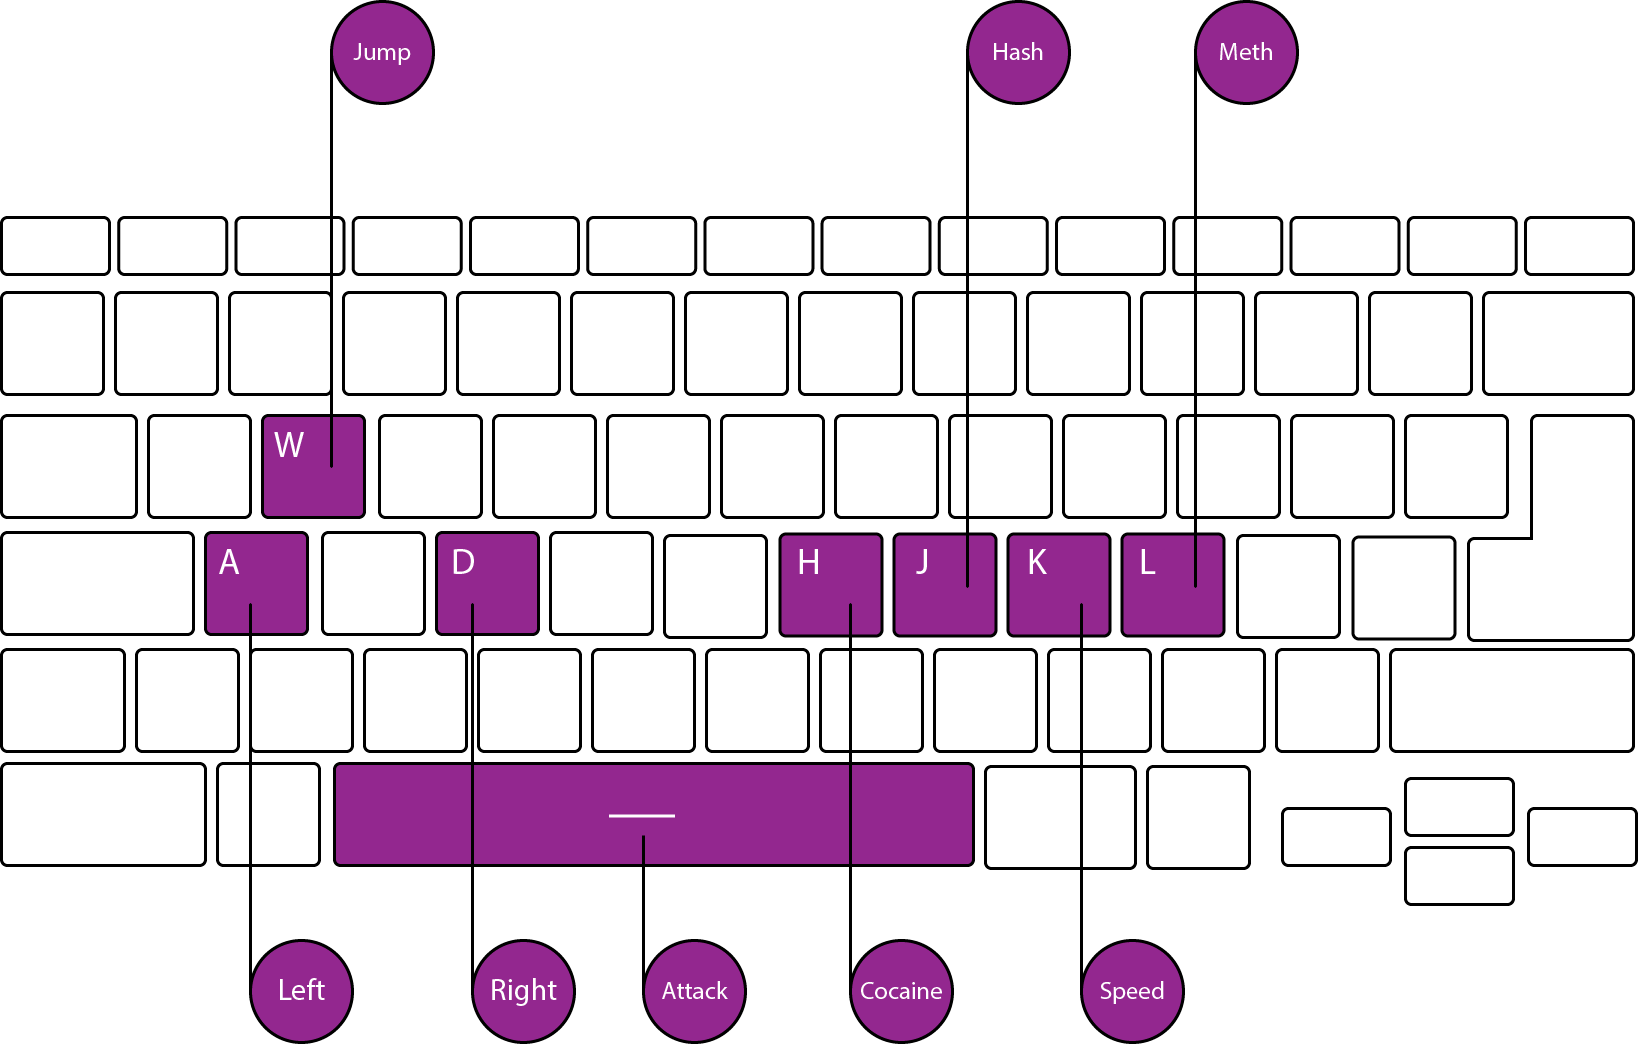 Jump
Hash
Meth
W
A
D
H
J
K
L
Left
Right
Attack
Cocaine
Speed